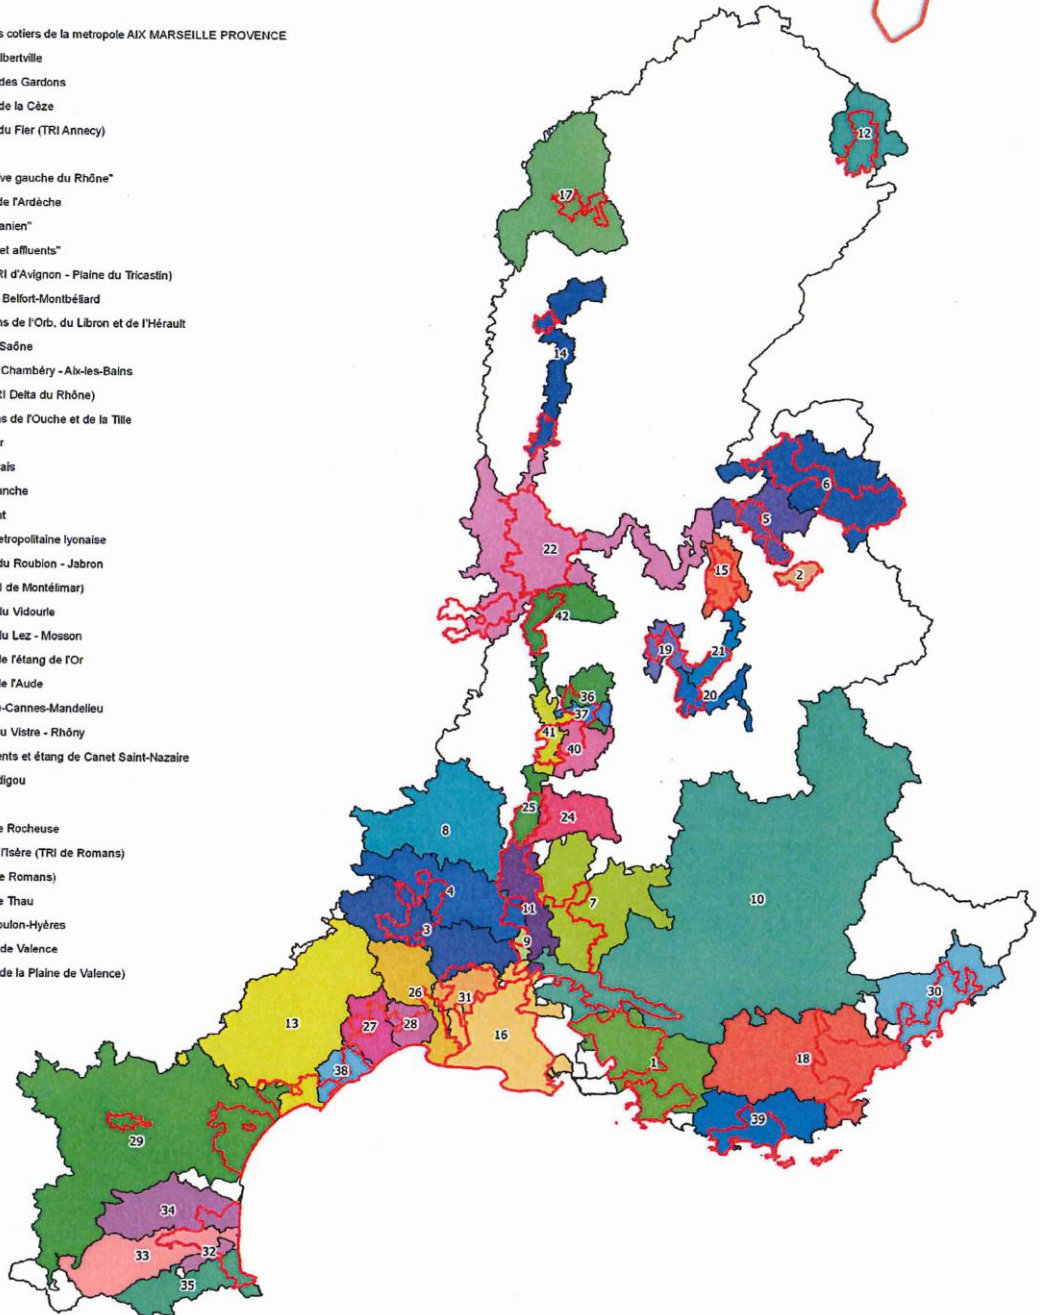 s cotiers de la metropole AIX MARSEILLE PROVENCE
lbertville
des Gardons
de la Cèze
du Fier (TRI Annecy)
ve gauche du Rhône"
de l'Ardèche
anien"
et affluents"
RI d'Avignon - Plaine du Tricastin)
Belfort-Montbéliard
ns de l'Orb, du Libron et de l'Hérault
Saône
Chambéry - Aix-les-Bains
RI Delta du Rhône)
s de l'Ouche et de la Tille
r
ais
anche
nt
etropolitaine lyonaise
du Roubion - Jabron
I de Montélimar)
du Vidourle
du Lez - Mosson
de l'étang de l'Or
de l'Aude
e-Cannes-Mandelieu
u Vistre - Rhôny
ents et étang de Canet Saint-Nazaire
digou
e Rocheuse
l'Isère (TRI de Romans)
e Romans)
e Thau
oulon-Hyères
de Valence
de la Plaine de Valence)
12
17
14
6
5
22
2
15
42
19
21
20
36
37
41
40
25
24
8
4
7
10
11
3
9
26
31
30
13
27
28
16
1
18
38
39
29
34
32
33
35